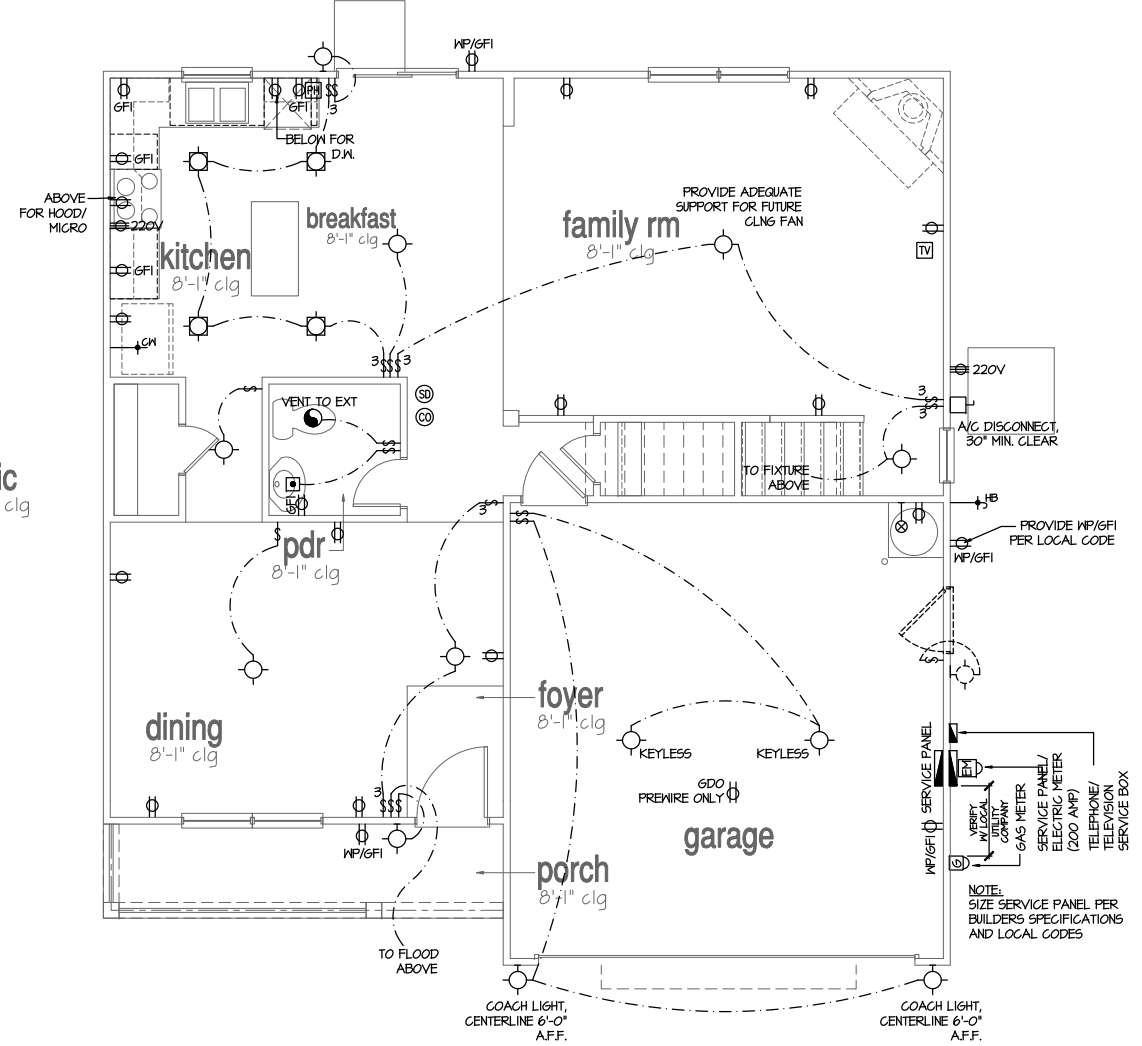 WP/GFI
GFI
GFI
PH
3
BELOW FOR
D.W.
GFI
ABOVE
FOR HOOD/
MICRO
220V
GFI
kitchen
8'-1" clg
breakfast
8'-1" clg
PROVIDE ADEQUATE
SUPPORT FOR FUTURE
CLNG FAN
family rm
8'-1" clg
TV
CW
3
3
SD
CO
VENT TO EXT
GFI
220V
3
3
A/C DISCONNECT,
30" MIN. CLEAR
TO FIXTURE
ABOVE
ic
clg
HB
PROVIDE WP/GFI
PER LOCAL CODE
WP/GFI
3
pdr
8'-1" clg
dining
8'-1" clg
foyer
8'-1" clg
KEYLESS
KEYLESS
GDO
PREWIRE ONLY
garage
3
WP/GFI
porch
8'-1" clg
TO FLOOD
ABOVE
SERVICE PANEL
EM
WP/GFI
G
VERIFY
W/ LOCAL
UTILITY
COMPANY
GAS METER
SERVICE PANEL/
ELECTRIC METER
(200 AMP)
TELEPHONE/
TELEVISION
SERVICE BOX
NOTE:
SIZE SERVICE PANEL PER
BUILDERS SPECIFICATIONS
AND LOCAL CODES
COACH LIGHT,
CENTERLINE 6'-0"
A.F.F.
COACH LIGHT,
CENTERLINE 6'-0"
A.F.F.